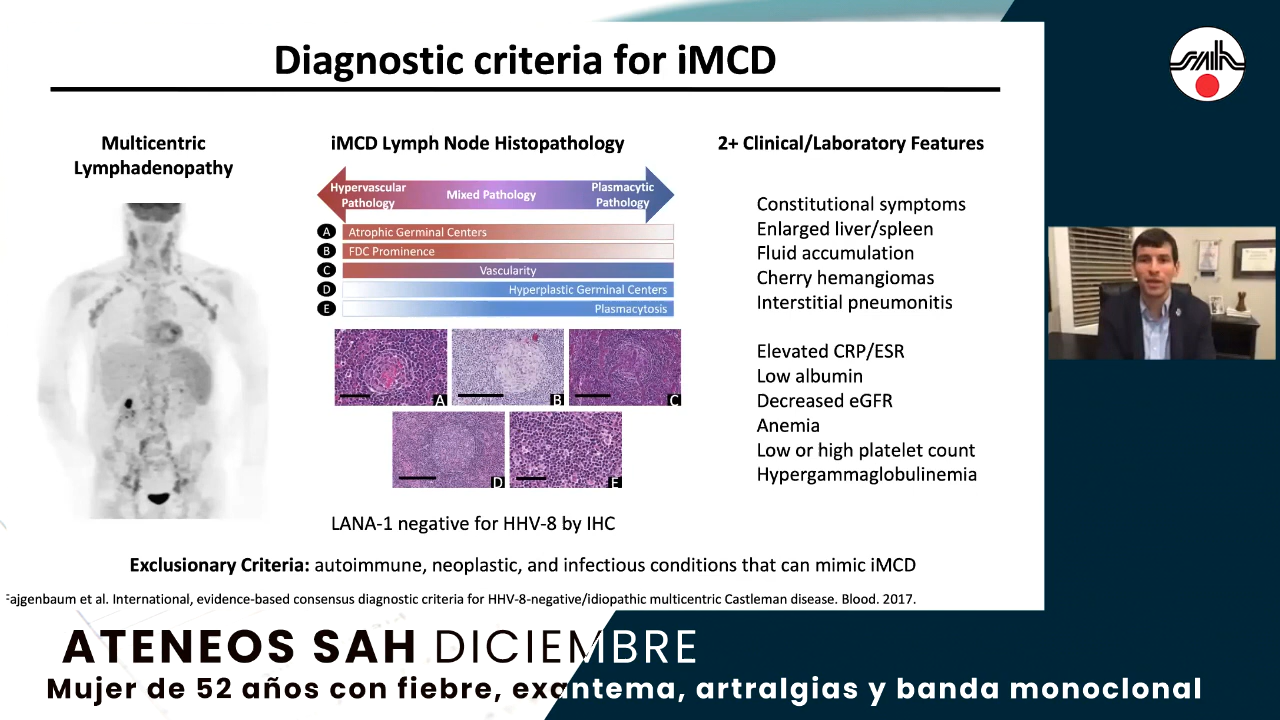 Diagnostic criteria for iMCD
Multicentric
Lymphadenopathy
iMCD Lymph Node Histopathology
Hypervascular
Pathology
Mixed Pathology
Plasmacytic
Pathology
A Atrophic Germinal Centers
B FDC Prominence
C Vascularity
D Hyperplastic Germinal Centers
E Plasmacytosis
A
B
C
D
E
LANA-1 negative for HHV-8 by IHC
2+ Clinical/Laboratory Features
Constitutional symptoms
Enlarged liver/spleen
Fluid accumulation
Cherry hemangiomas
Interstitial pneumonitis
Elevated CRP/ESR
Low albumin
Decreased eGFR
Anemia
Low or high platelet count
Hypergammaglobulinemia
Exclusionary Criteria: autoimmune, neoplastic, and infectious conditions that can mimic iMCD
Fajgenbaum et al. International, evidence-based consensus diagnostic criteria for HHV-8-negative/idiopathic multicentric Castleman disease. Blood. 2017.
smlh
ATENEOS SAH DICIEMBRE
Mujer de 52 años con fiebre, exantema, artralgias y banda monoclonal